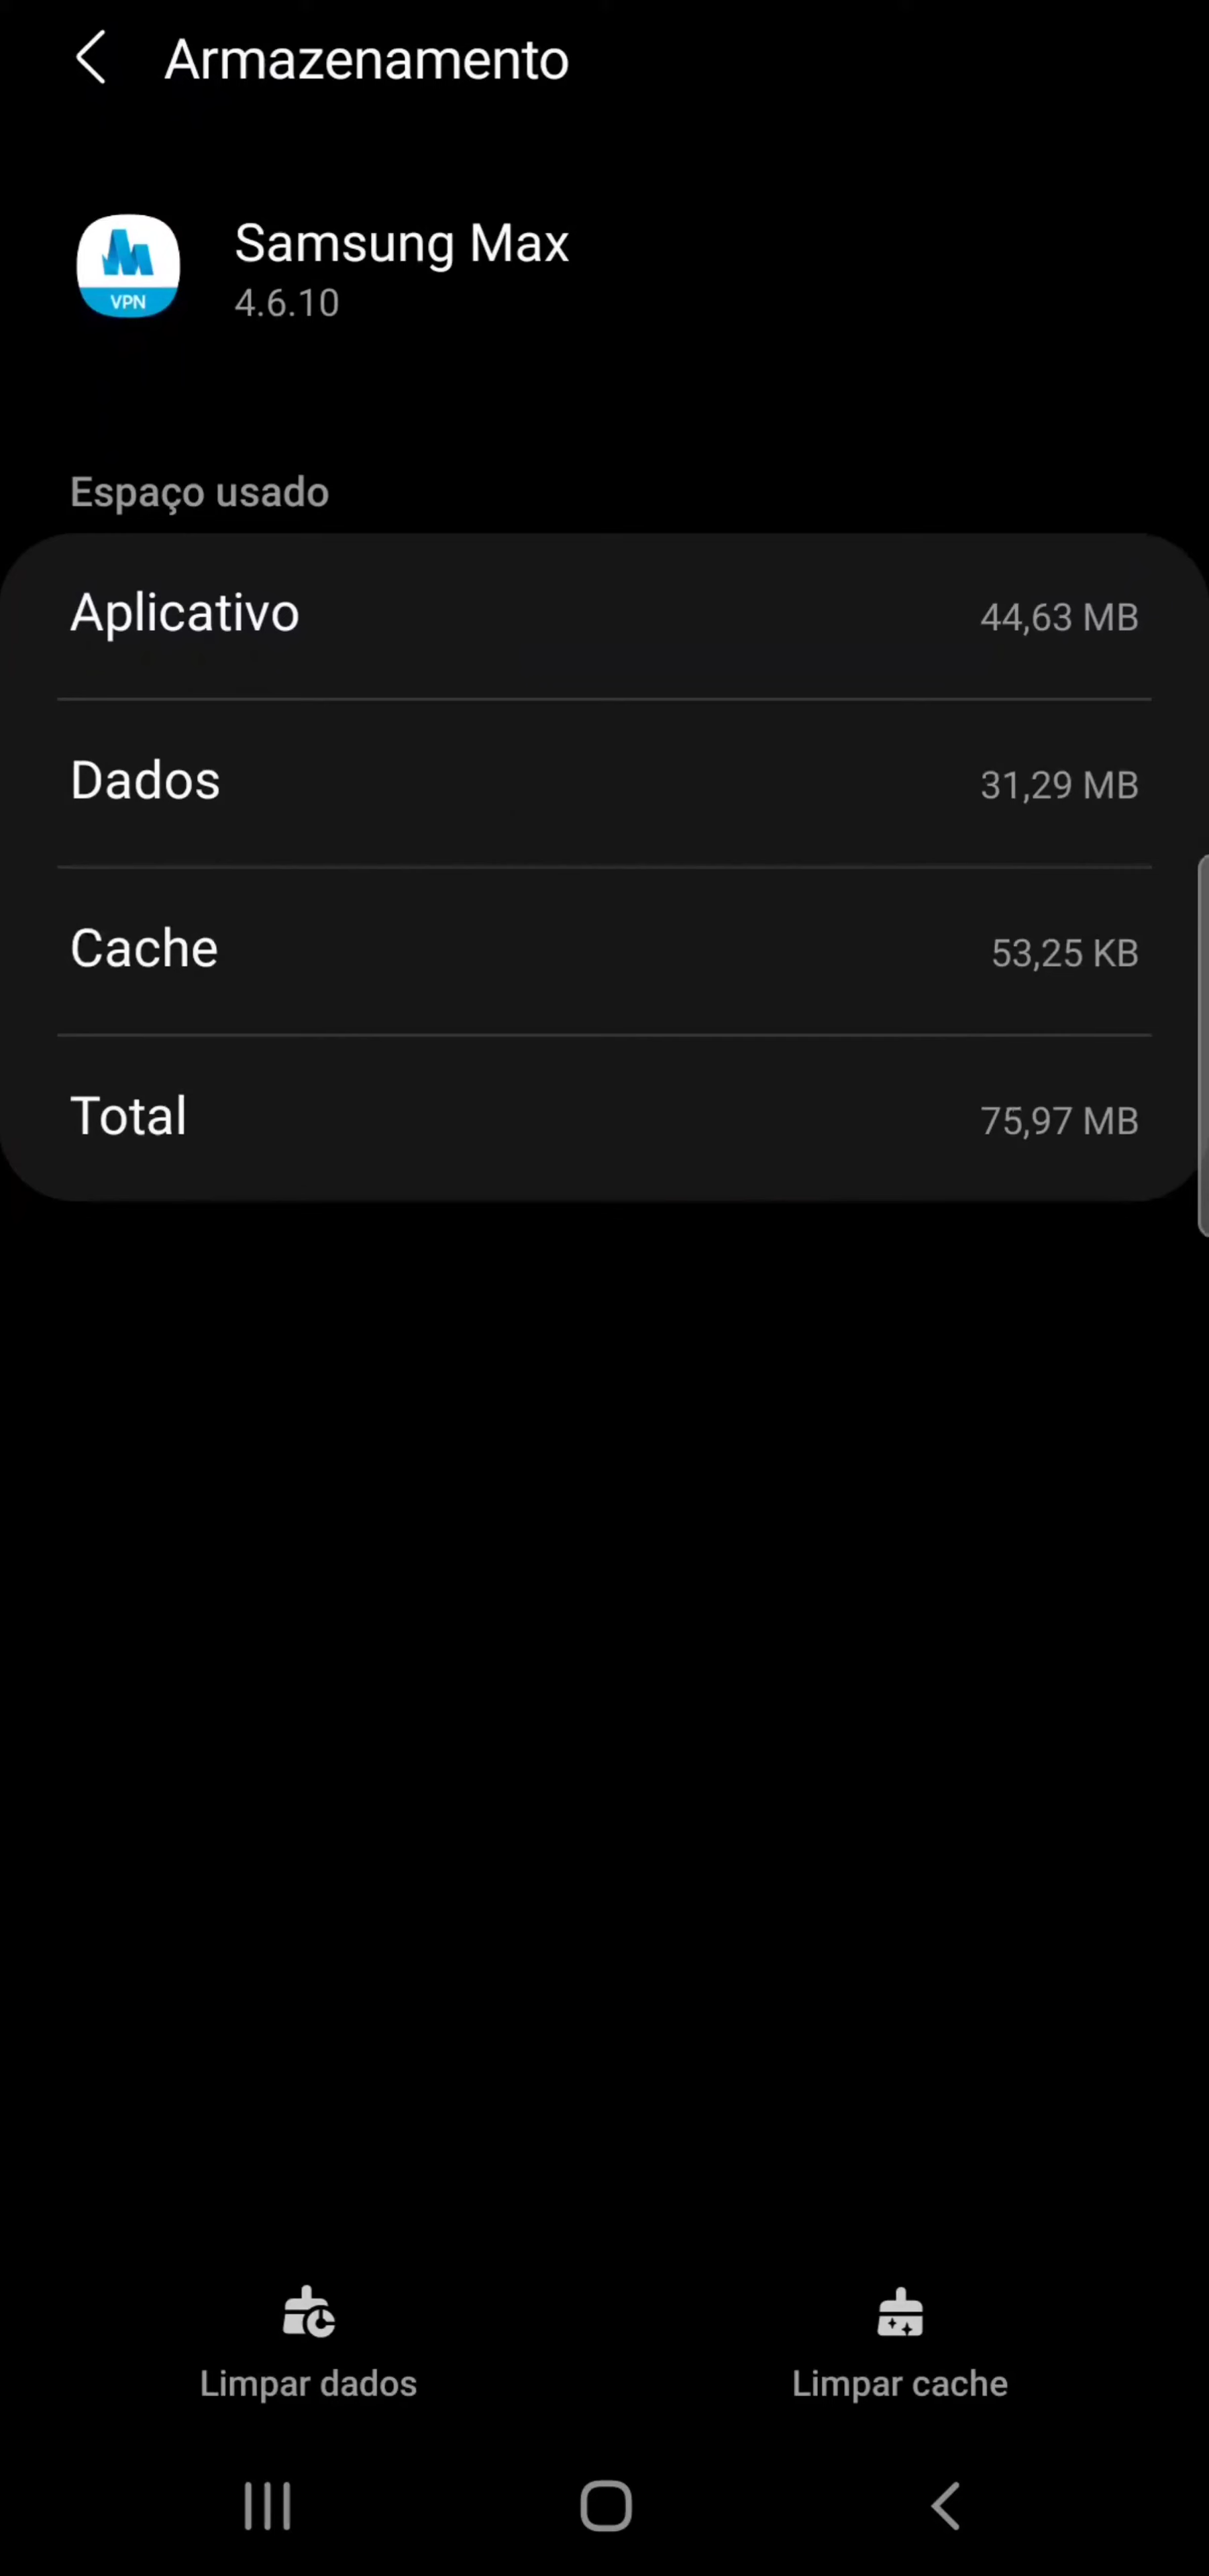 Armazenamento
Samsung Max
4.6.10
VPN
Espaço usado
Aplicativo 44,63 MB
Dados 31,29 MB
Cache 53,25 KB
Total 75,97 MB
Limpar dados Limpar cache